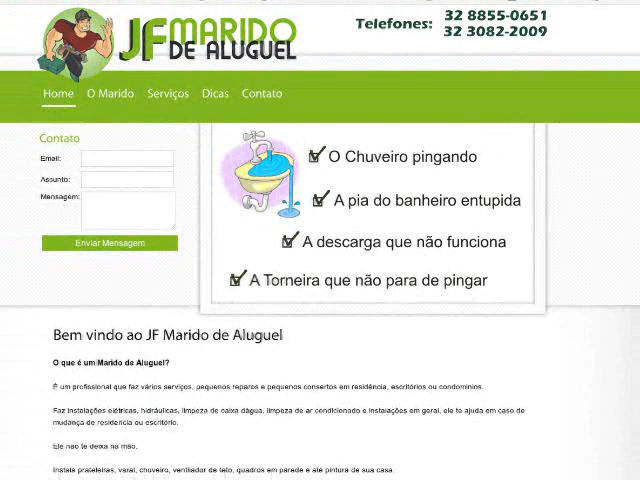 JF MARIDO
DE ALUGUEL
Telefones: 32 8855-0651
32 3082-2009
Home O Marido Serviços Dicas Contato
Contato
Email:
Assunto:
Mensagem:
Enviar Mensagem
O Chuveiro pingando
A pia do banheiro entupida
A descarga que não funciona
A Torneira que não para de pingar
Bem vindo ao JF Marido de Aluguel
O que é um Marido de Aluguel?
É um profissional que faz vários serviços, pequenos reparos e pequenos consertos em residência, escritórios ou condominios.
Faz instalações elétricas, hidráulicas, limpeza de caixa dágua, limpeza de ar condicionado e instalações em geral, ele te ajuda em caso de
mudança de residencia ou escritório.
Ele não te deixa na mão.
Instala prateleiras, varal, chuveiro, ventilador de teto, quadros em parede e até pintura de sua casa.